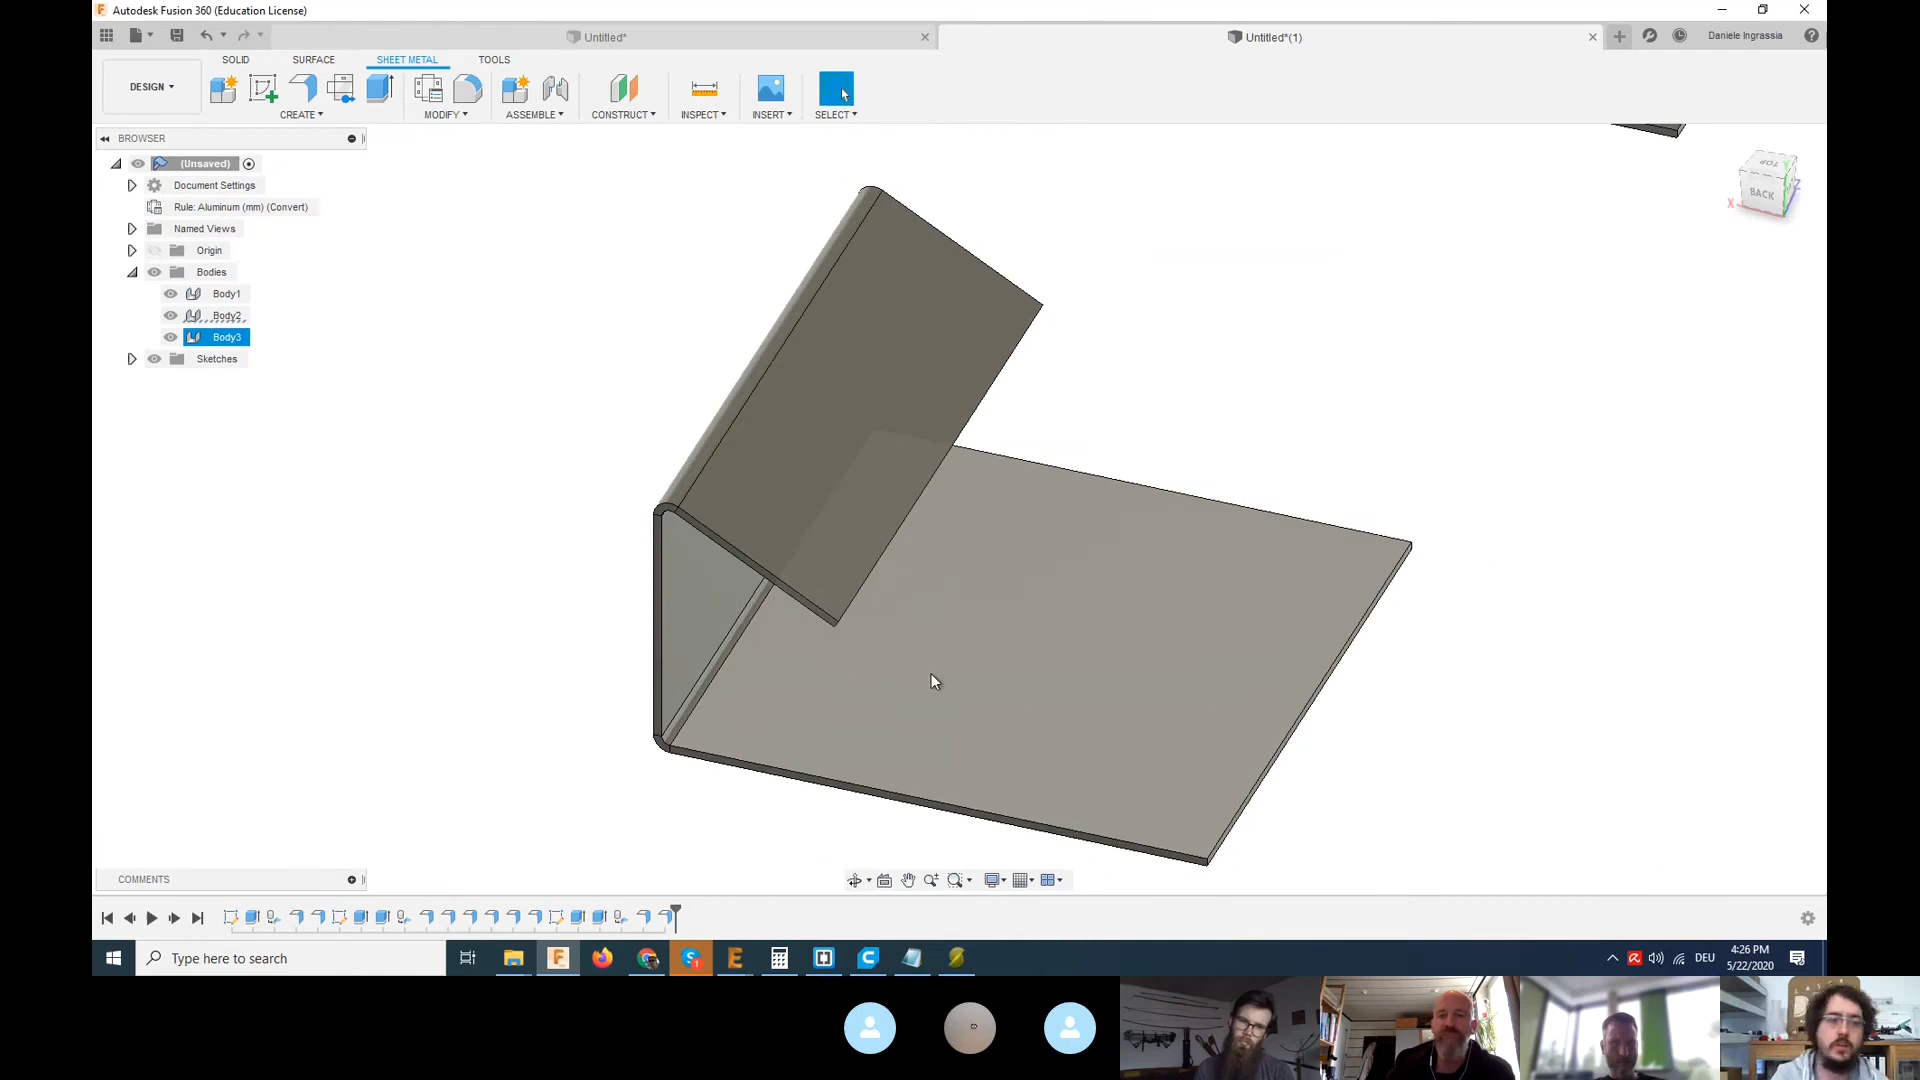 Autodesk Fusion 360 (Education License)
Untitled*
Untitled*(1)
Daniele Ingrassia
SOLID
SURFACE
SHEET METAL
TOOLS
DESIGN
CREATE
MODIFY
ASSEMBLE
CONSTRUCT
INSPECT
INSERT
SELECT
BROWSER
(Unsaved)
Document Settings
Rule: Aluminum (mm) (Convert)
Named Views
Origin
Bodies
Body1
Body2
Body3
Sketches
TOP
BACK
X
Y
Z
COMMENTS
Type here to search
DEU
4:26 PM
5/22/2020